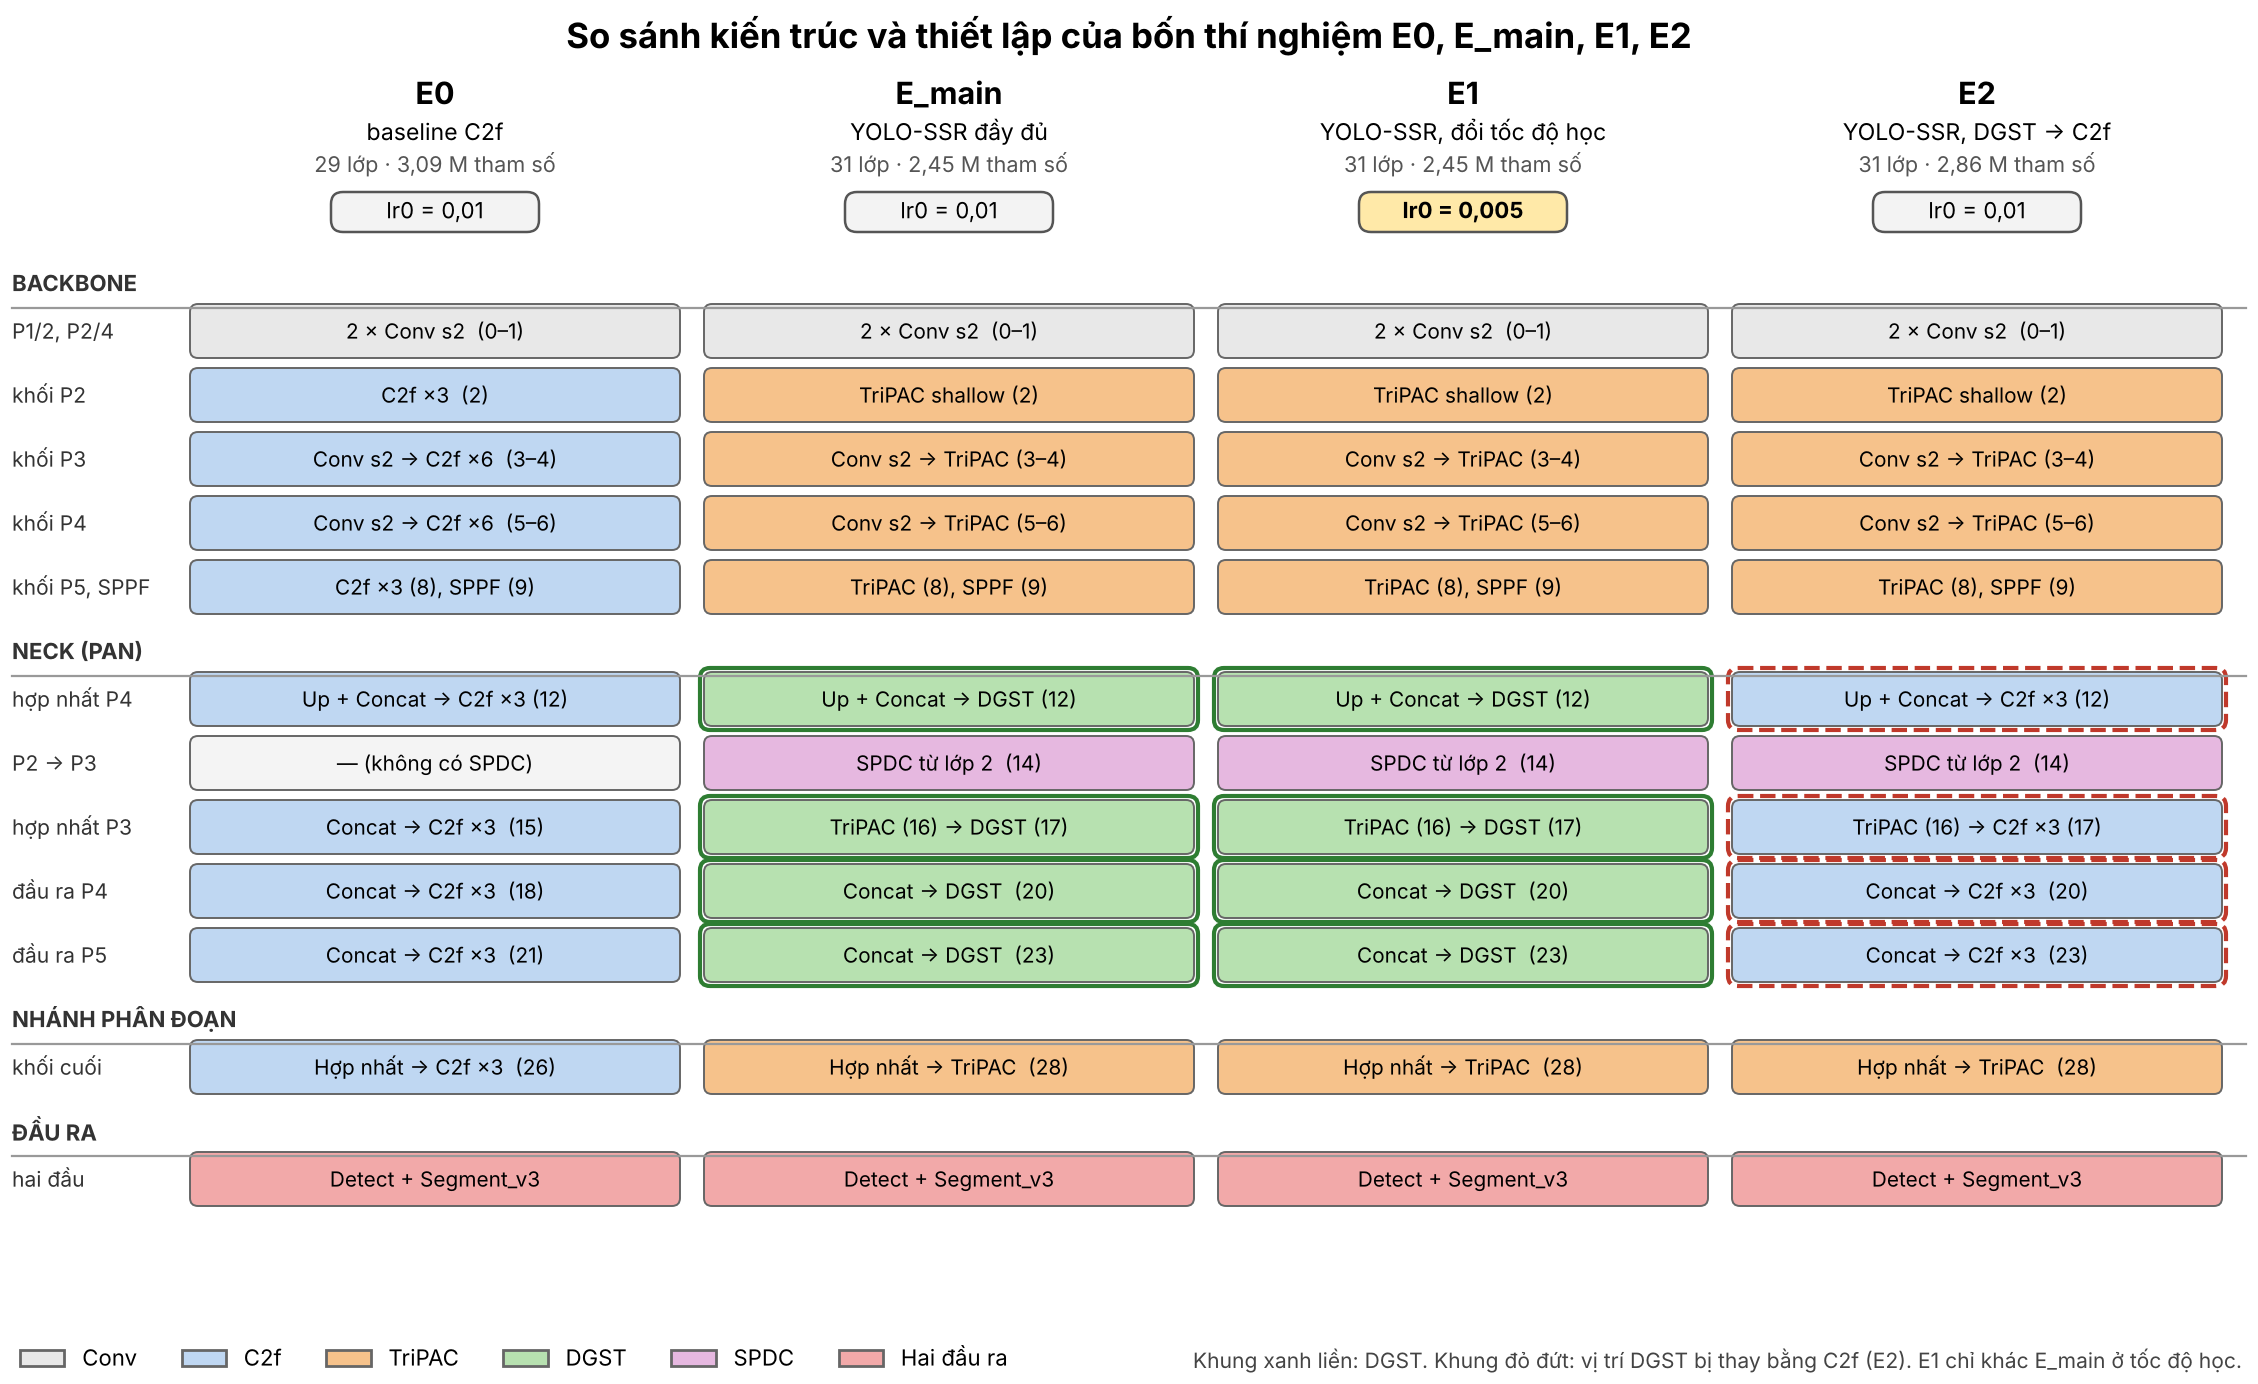 So sánh kiến trúc và thiết lập của bốn thí nghiệm E0, E_main, E1, E2
E0 E_main E1 E2
baseline C2f YOLO-SSR đầy đủ YOLO-SSR, đổi tốc độ học YOLO-SSR, DGST → C2f
29 lớp · 3,09 M tham số 31 lớp · 2,45 M tham số 31 lớp · 2,45 M tham số 31 lớp · 2,86 M tham số
lr0 = 0,01 lr0 = 0,01 lr0 = 0,005 lr0 = 0,01
BACKBONE
P1/2, P2/4 2 × Conv s2 (0–1) 2 × Conv s2 (0–1) 2 × Conv s2 (0–1) 2 × Conv s2 (0–1)
khối P2 C2f ×3 (2) TriPAC shallow (2) TriPAC shallow (2) TriPAC shallow (2)
khối P3 Conv s2 → C2f ×6 (3–4) Conv s2 → TriPAC (3–4) Conv s2 → TriPAC (3–4) Conv s2 → TriPAC (3–4)
khối P4 Conv s2 → C2f ×6 (5–6) Conv s2 → TriPAC (5–6) Conv s2 → TriPAC (5–6) Conv s2 → TriPAC (5–6)
khối P5, SPPF C2f ×3 (8), SPPF (9) TriPAC (8), SPPF (9) TriPAC (8), SPPF (9) TriPAC (8), SPPF (9)
NECK (PAN)
hợp nhất P4 Up + Concat → C2f ×3 (12) Up + Concat → DGST (12) Up + Concat → DGST (12) Up + Concat → C2f ×3 (12)
P2 → P3 — (không có SPDC) SPDC từ lớp 2 (14) SPDC từ lớp 2 (14) SPDC từ lớp 2 (14)
hợp nhất P3 Concat → C2f ×3 (15) TriPAC (16) → DGST (17) TriPAC (16) → DGST (17) TriPAC (16) → C2f ×3 (17)
đầu ra P4 Concat → C2f ×3 (18) Concat → DGST (20) Concat → DGST (20) Concat → C2f ×3 (20)
đầu ra P5 Concat → C2f ×3 (21) Concat → DGST (23) Concat → DGST (23) Concat → C2f ×3 (23)
NHÁNH PHÂN ĐOẠN
khối cuối Hợp nhất → C2f ×3 (26) Hợp nhất → TriPAC (28) Hợp nhất → TriPAC (28) Hợp nhất → TriPAC (28)
ĐẦU RA
hai đầu Detect + Segment_v3 Detect + Segment_v3 Detect + Segment_v3 Detect + Segment_v3
Conv C2f TriPAC DGST SPDC Hai đầu ra Khung xanh liền: DGST. Khung đỏ đứt: vị trí DGST bị thay bằng C2f (E2). E1 chỉ khác E_main ở tốc độ học.